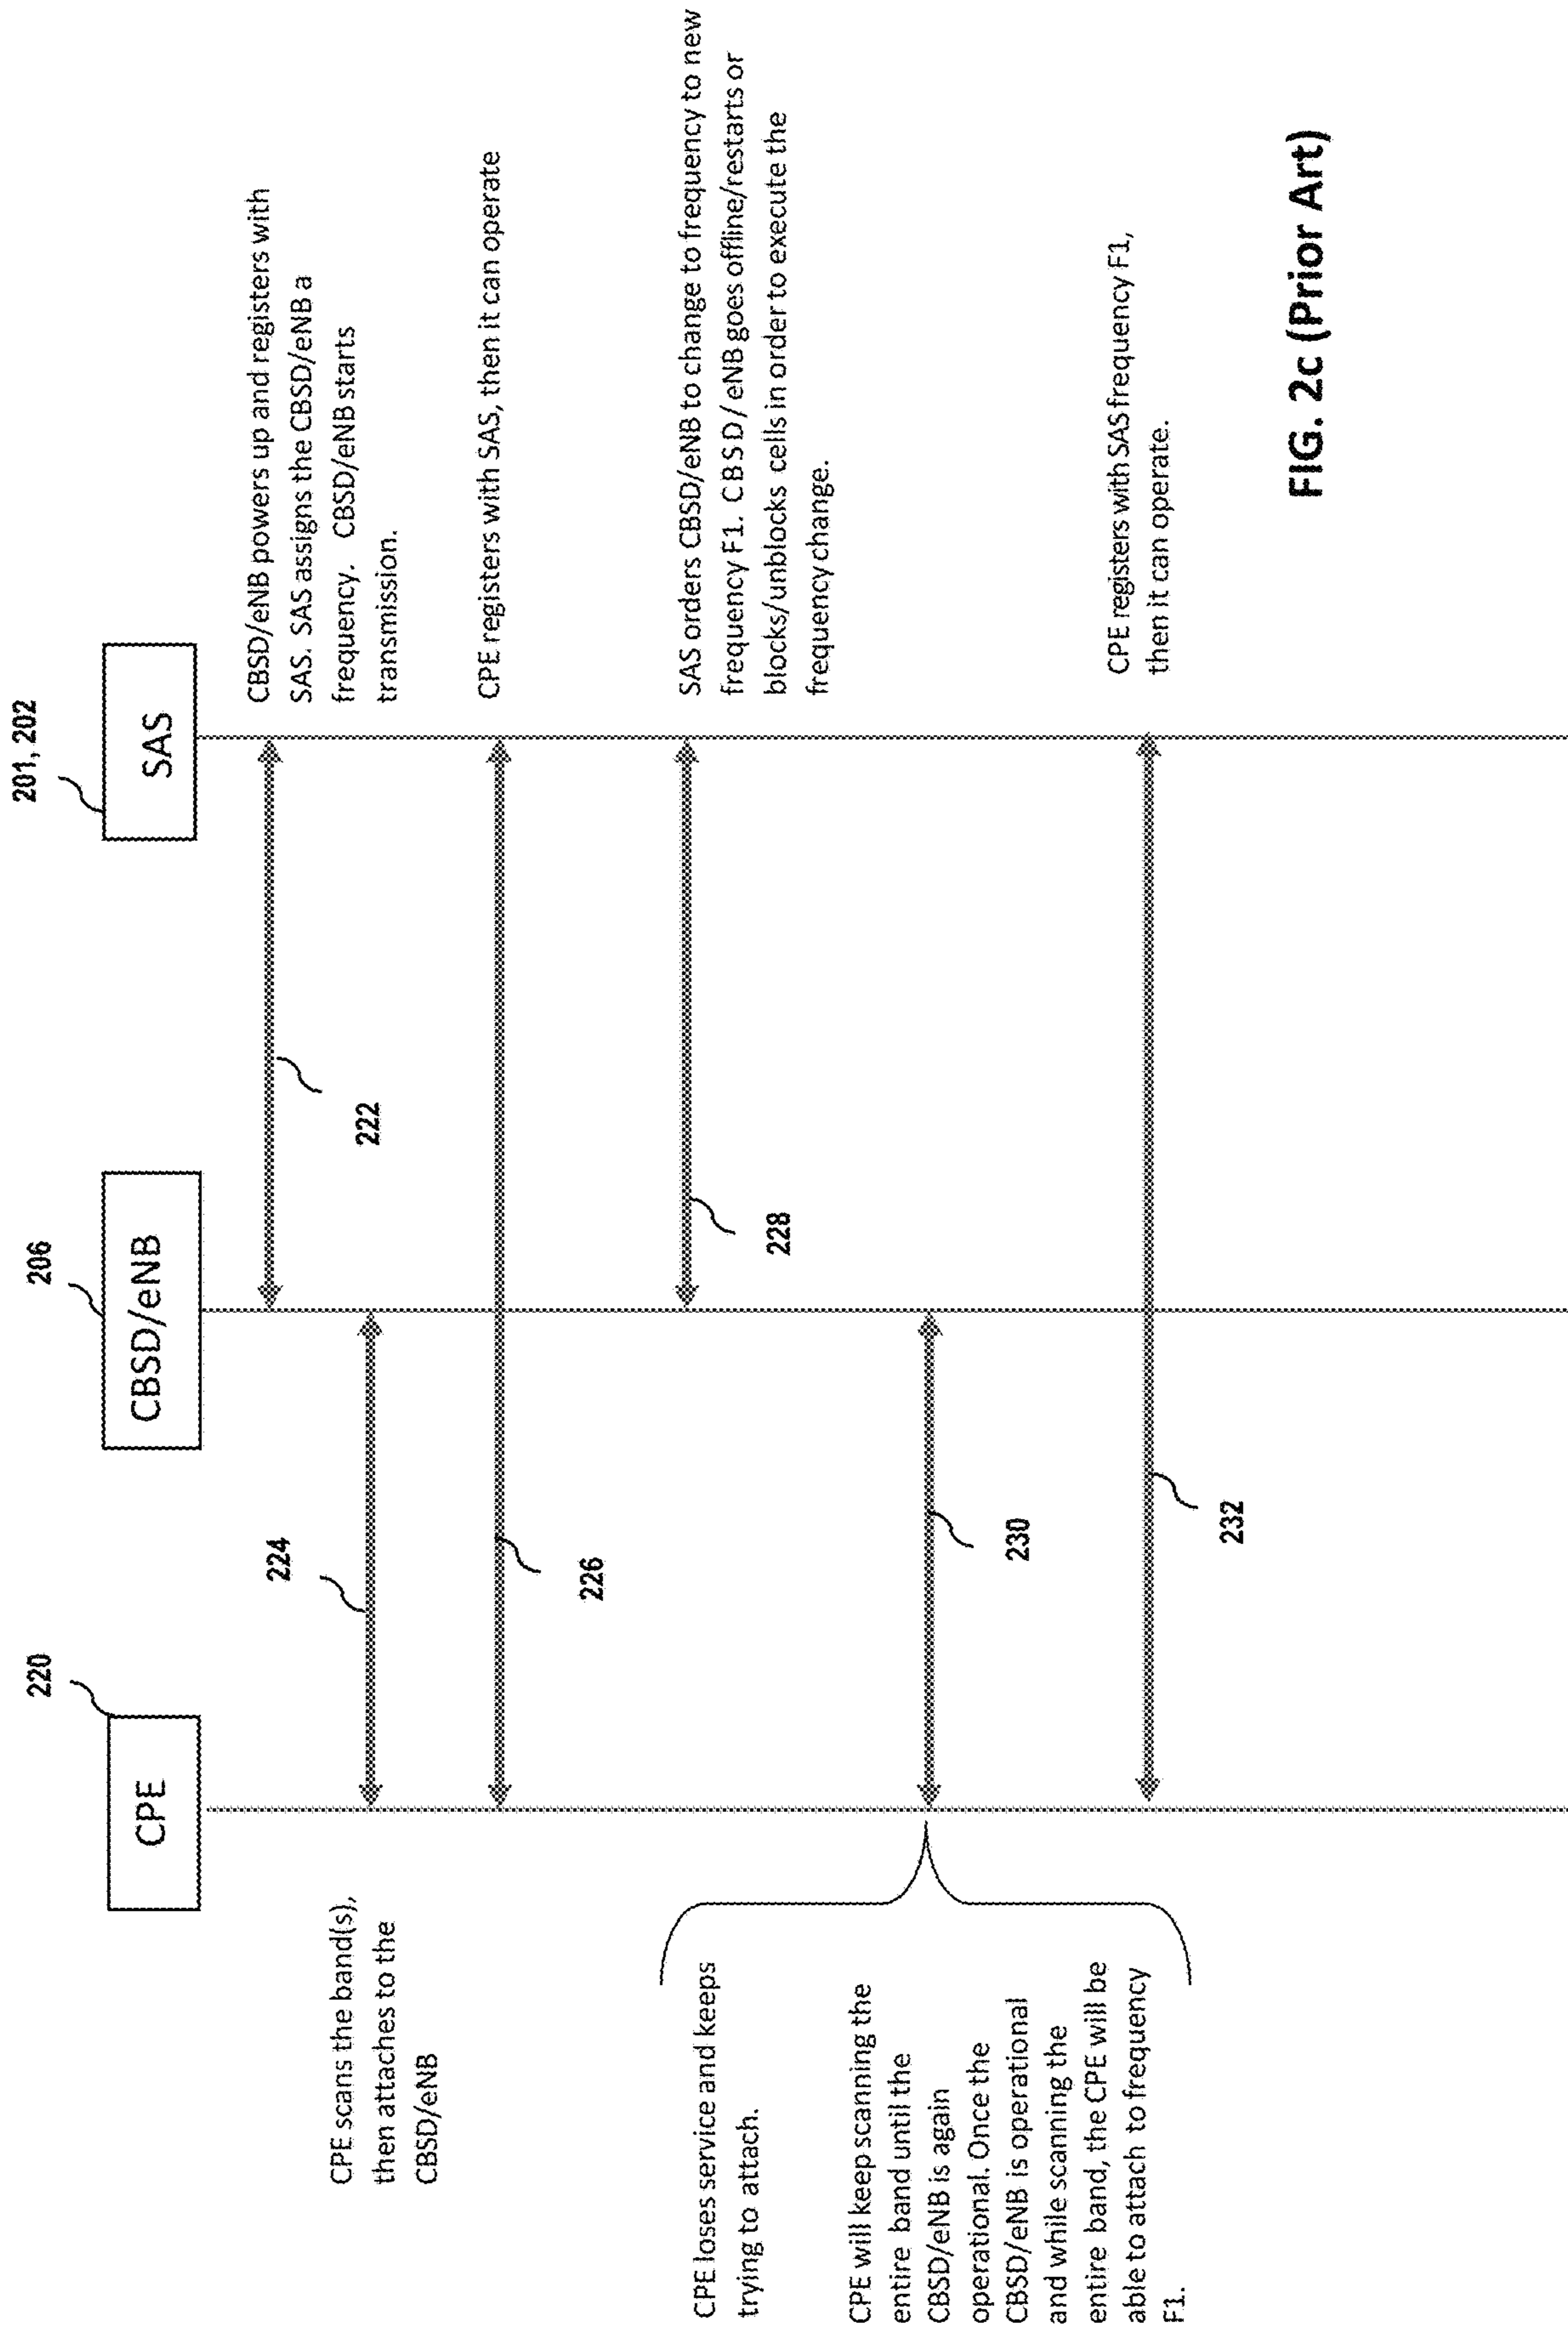 220
206
201, 202
CPE
CBSD/eNB
SAS
CBSD/eNB powers up and registers with
SAS. SAS assigns the CBSD/eNB a
frequency. CBSD/eNB starts
transmission.
222
CPE scans the band(s),
then attaches to the
CBSD/eNB
224
CPE registers with SAS, then it can operate
226
SAS orders CBSD/eNB to change to frequency to new
frequency F1. CBSD/eNB goes offline/restarts or
blocks/unblocks cells in order to execute the
frequency change.
228
CPE loses service and keeps
trying to attach.
CPE will keep scanning the
entire band until the
CBSD/eNB is again
operational. Once the
CBSD/eNB is operational
and while scanning the
entire band, the CPE will be
able to attach to frequency
F1.
230
CPE registers with SAS frequency F1,
then it can operate.
232
FIG. 2c (Prior Art)